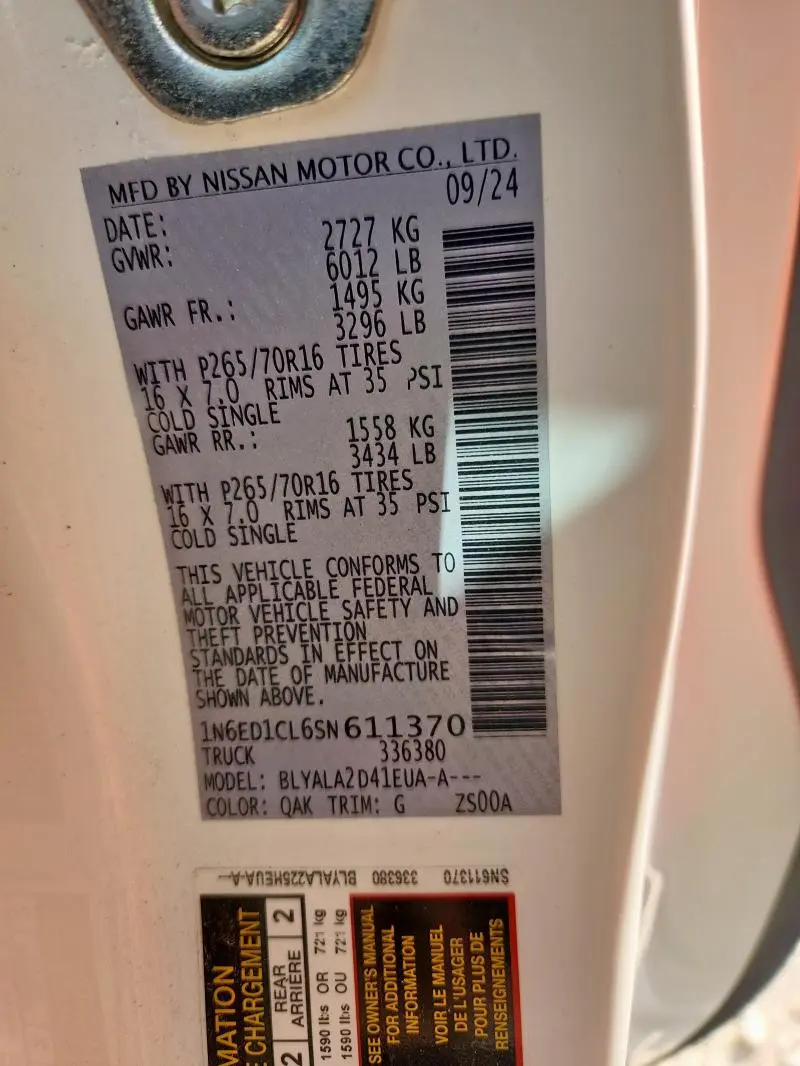 MFD BY NISSAN MOTOR CO., LTD.
DATE: 09/24
GVWR: 2727 KG
6012 LB
GAWR FR.: 1495 KG
3296 LB
WITH P265/70R16 TIRES
16 X 7.0 RIMS AT 35 PSI
COLD SINGLE
GAWR RR.: 1558 KG
3434 LB
WITH P265/70R16 TIRES
16 X 7.0 RIMS AT 35 PSI
COLD SINGLE
THIS VEHICLE CONFORMS TO
ALL APPLICABLE FEDERAL
MOTOR VEHICLE SAFETY AND
THEFT PREVENTION
STANDARDS IN EFFECT ON
THE DATE OF MANUFACTURE
SHOWN ABOVE.
1N6ED1CL6SN611370
TRUCK 336380
MODEL: BLYALA2D41EUA-A---
COLOR: QAK TRIM: G ZS00A
SN611370 336380 BLYALA225HEUA-A--
MATION
E CHARGEMENT
2 REAR 2
ARRIÈRE
1590 lbs OR 721 kg
1590 lbs OU 721 kg
SEE OWNER'S MANUAL
FOR ADDITIONAL
INFORMATION
VOIR LE MANUEL
DE L'USAGER
POUR PLUS DE
RENSEIGNEMENTS